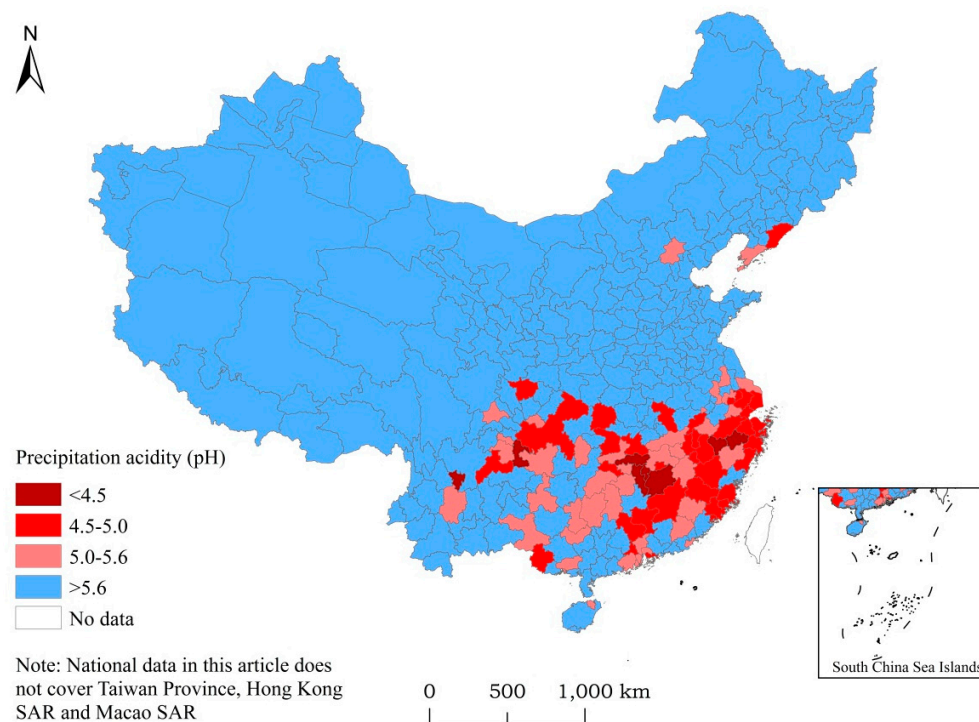 N
Precipitation acidity (pH)
<4.5
4.5-5.0
5.0-5.6
>5.6
No data
Note: National data in this article does
not cover Taiwan Province, Hong Kong
SAR and Macao SAR
0 500 1,000 km
South China Sea Islands